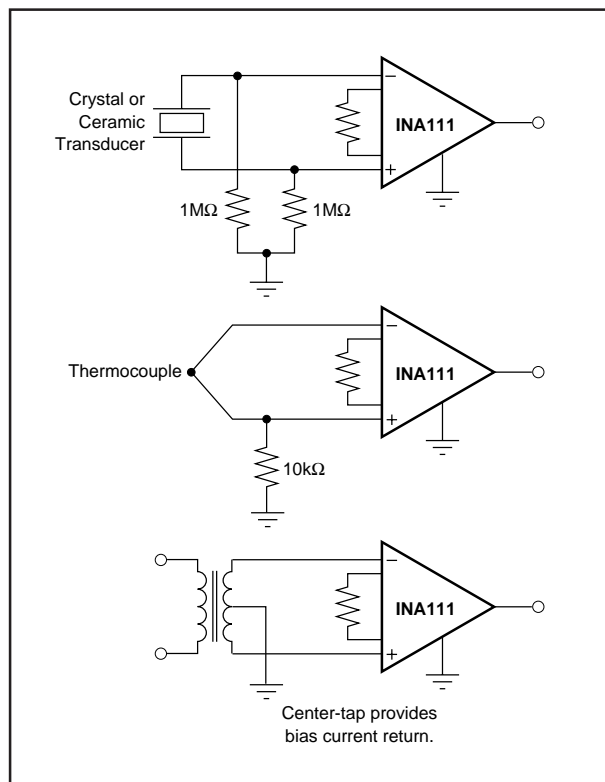 Crystal or
Ceramic
Transducer
−
INA111
+
1MΩ
1MΩ
Thermocouple
−
INA111
+
10kΩ
−
INA111
+
Center-tap provides
bias current return.